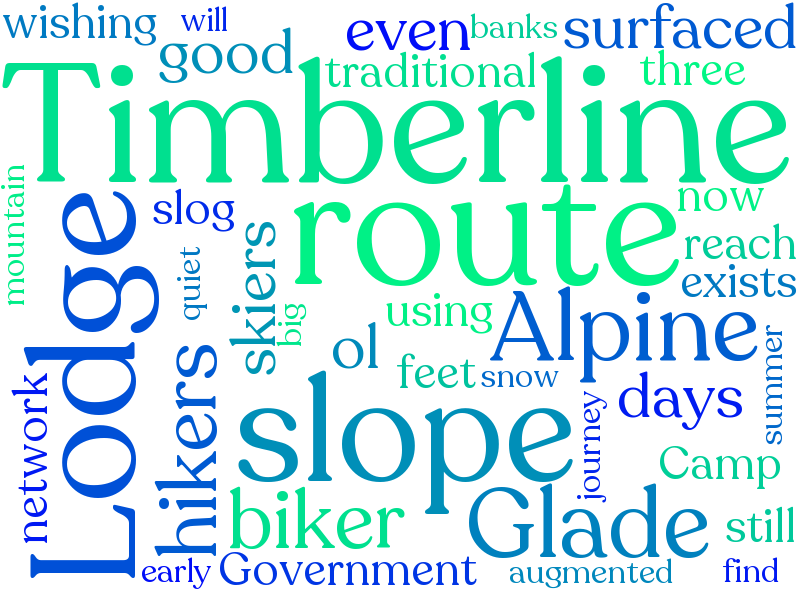 wishing will even banks surfaced
good traditional three
Timberline
mountain Lodge slog route now
quiet skiers big reach
exists
using Alpine
ol feet snow summer
network hikers slope journey days
Camp
biker Glade still
early Government augmented find